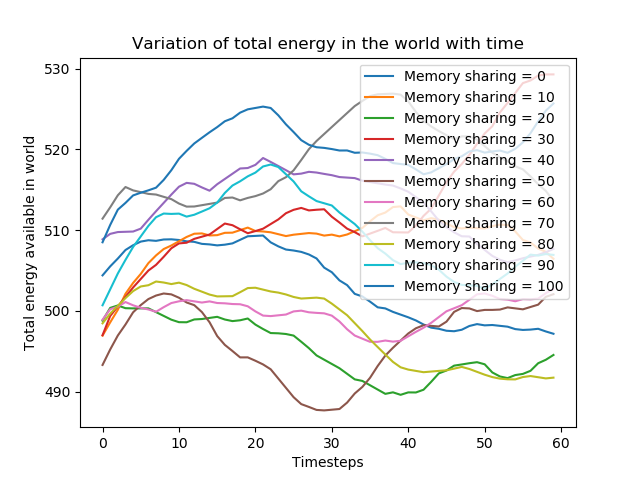 Variation of total energy in the world with time
Total energy available in world
530
520
510
500
490
0
10
20
30
40
50
60
Timesteps
Memory sharing = 0
Memory sharing = 10
Memory sharing = 20
Memory sharing = 30
Memory sharing = 40
Memory sharing = 50
Memory sharing = 60
Memory sharing = 70
Memory sharing = 80
Memory sharing = 90
Memory sharing = 100